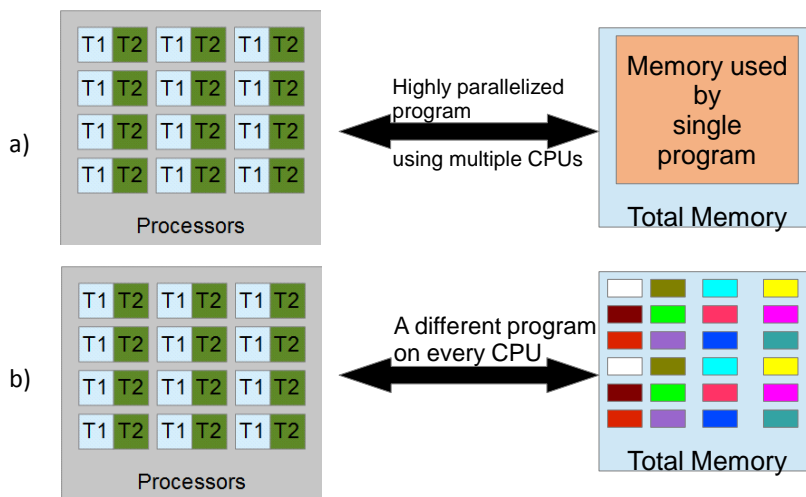 a)
T1 T2 T1 T2 T1 T2
T1 T2 T1 T2 T1 T2
T1 T2 T1 T2 T1 T2
T1 T2 T1 T2 T1 T2
Processors
Highly parallelized
program
using multiple CPUs
Memory used
by
single
program
Total Memory
b)
T1 T2 T1 T2 T1 T2
T1 T2 T1 T2 T1 T2
T1 T2 T1 T2 T1 T2
T1 T2 T1 T2 T1 T2
Processors
A different program
on every CPU
Total Memory